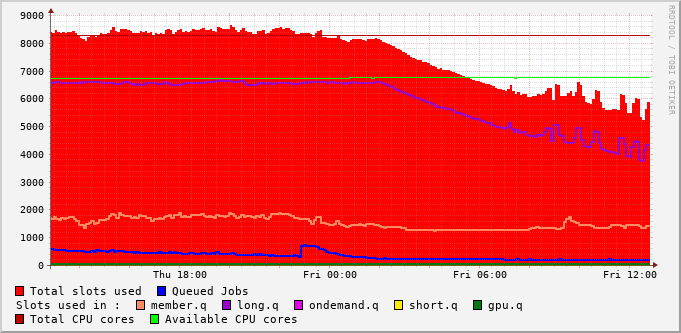 9000
8000
7000
6000
5000
4000
3000
2000
1000
0
Thu 18:00 Fri 00:00 Fri 06:00 Fri 12:00
RRDTOOL / TOBI OETIKER
Total slots used Queued Jobs
Slots used in : member.q long.q ondemand.q short.q gpu.q
Total CPU cores Available CPU cores